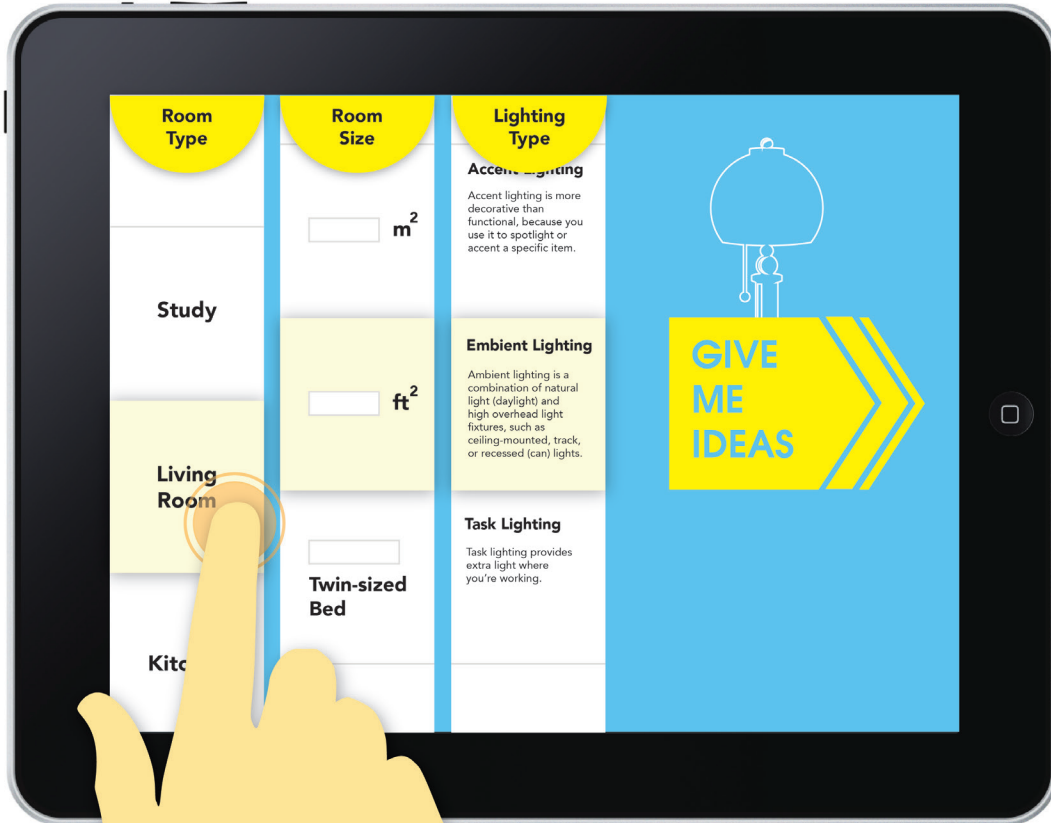 Room
Type
Study
Living
Room
Room
Size
m²
ft²
Twin-sized
Bed
Lighting
Type
Accent Lighting
Accent lighting is more
decorative than
functional, because you
use it to spotlight or
accent a specific item.
Embient Lighting
Ambient lighting is a
combination of natural
light (daylight) and
high overhead light
fixtures, such as
ceiling-mounted, track,
or recessed (can) lights.
Task Lighting
Task lighting provides
extra light where
you're working.
GIVE
ME
IDEAS